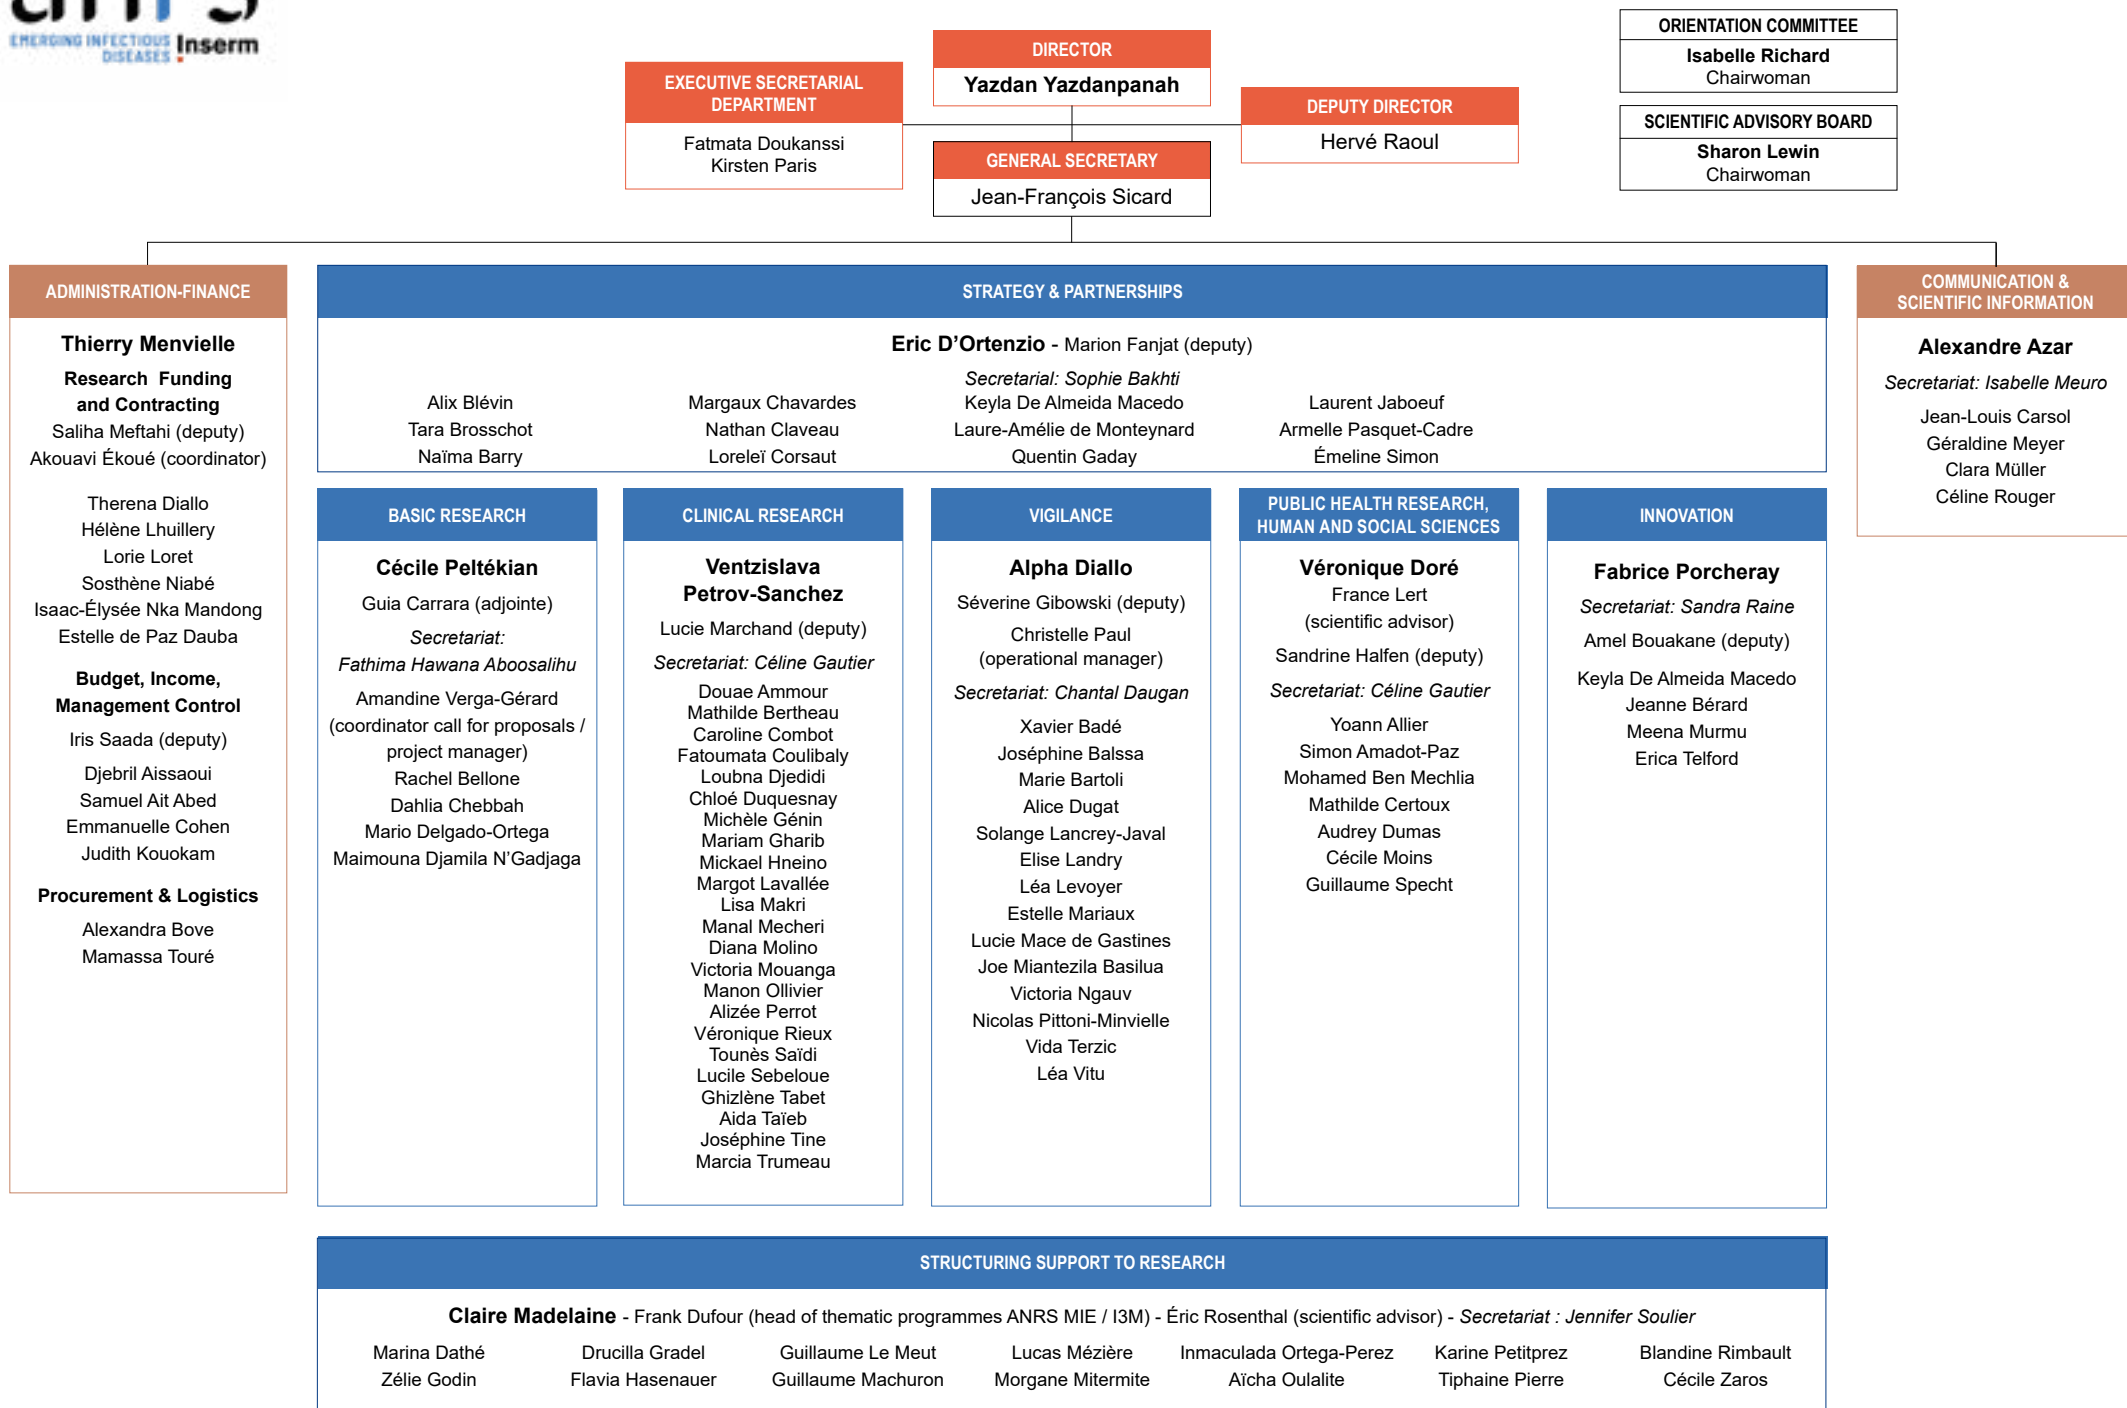 anrs
EMERGING INFECTIOUS
DISEASES
Inserm
DIRECTOR
Yazdan Yazdanpanah
EXECUTIVE SECRETARIAL
DEPARTMENT
Fatmata Doukanssi
Kirsten Paris
DEPUTY DIRECTOR
Hervé Raoul
GENERAL SECRETARY
Jean-François Sicard
ORIENTATION COMMITTEE
Isabelle Richard
Chairwoman
SCIENTIFIC ADVISORY BOARD
Sharon Lewin
Chairwoman
ADMINISTRATION-FINANCE
Thierry Menvielle
Research Funding
and Contracting
Saliha Meftahi (deputy)
Akouavi Ékoué (coordinator)
Therena Diallo
Hélène Lhuillery
Lorie Loret
Sosthène Niabé
Isaac-Élysée Nka Mandong
Estelle de Paz Dauba
Budget, Income,
Management Control
Iris Saada (deputy)
Djebril Aissaoui
Samuel Ait Abed
Emmanuelle Cohen
Judith Kouokam
Procurement & Logistics
Alexandra Bove
Mamassa Touré
STRATEGY & PARTNERSHIPS
Eric D’Ortenzio - Marion Fanjat (deputy)
Secretarial: Sophie Bakhti
Alix Blévin
Tara Brosschot
Naïma Barry
Margaux Chavardes
Nathan Claveau
Loreleï Corsaut
Keyla De Almeida Macedo
Laure-Amélie de Monteynard
Quentin Gaday
Laurent Jaboeuf
Armelle Pasquet-Cadre
Émeline Simon
COMMUNICATION &
SCIENTIFIC INFORMATION
Alexandre Azar
Secretariat: Isabelle Meuro
Jean-Louis Carsol
Géraldine Meyer
Clara Müller
Céline Rouger
BASIC RESEARCH
Cécile Peltékian
Guia Carrara (adjointe)
Secretariat:
Fathima Hawana Aboosalihu
Amandine Verga-Gérard
(coordinator call for proposals /
project manager)
Rachel Bellone
Dahlia Chebbah
Mario Delgado-Ortega
Maimouna Djamila N’Gadjaga
CLINICAL RESEARCH
Ventzislava
Petrov-Sanchez
Lucie Marchand (deputy)
Secretariat: Céline Gautier
Douae Ammour
Mathilde Bertheau
Caroline Combot
Fatoumata Coulibaly
Loubna Djedidi
Chloé Duquesnay
Michèle Génin
Mariam Gharib
Mickael Hneino
Margot Lavallée
Lisa Makri
Manal Mecheri
Diana Molino
Victoria Mouanga
Manon Ollivier
Alizée Perrot
Véronique Rieux
Tounès Saïdi
Lucile Sebeloue
Ghizlène Tabet
Aida Taïeb
Joséphine Tine
Marcia Trumeau
VIGILANCE
Alpha Diallo
Séverine Gibowski (deputy)
Christelle Paul
(operational manager)
Secretariat: Chantal Daugan
Xavier Badé
Joséphine Balssa
Marie Bartoli
Alice Dugat
Solange Lancrey-Javal
Elise Landry
Léa Levoyer
Estelle Mariaux
Lucie Mace de Gastines
Joe Miantezila Basilua
Victoria Ngauv
Nicolas Pittoni-Minvielle
Vida Terzic
Léa Vitu
PUBLIC HEALTH RESEARCH,
HUMAN AND SOCIAL SCIENCES
Véronique Doré
France Lert
(scientific advisor)
Sandrine Halfen (deputy)
Secretariat: Céline Gautier
Yoann Allier
Simon Amadot-Paz
Mohamed Ben Mechlia
Mathilde Certoux
Audrey Dumas
Cécile Moins
Guillaume Specht
INNOVATION
Fabrice Porcheray
Secretariat: Sandra Raine
Amel Bouakane (deputy)
Keyla De Almeida Macedo
Jeanne Bérard
Meena Murmu
Erica Telford
STRUCTURING SUPPORT TO RESEARCH
Claire Madelaine - Frank Dufour (head of thematic programmes ANRS MIE / I3M) - Éric Rosenthal (scientific advisor) - Secretariat : Jennifer Soulier
Marina Dathé
Zélie Godin
Drucilla Gradel
Flavia Hasenauer
Guillaume Le Meut
Guillaume Machuron
Lucas Mézière
Morgane Mitermite
Inmaculada Ortega-Perez
Aïcha Oulalite
Karine Petitprez
Tiphaine Pierre
Blandine Rimbault
Cécile Zaros